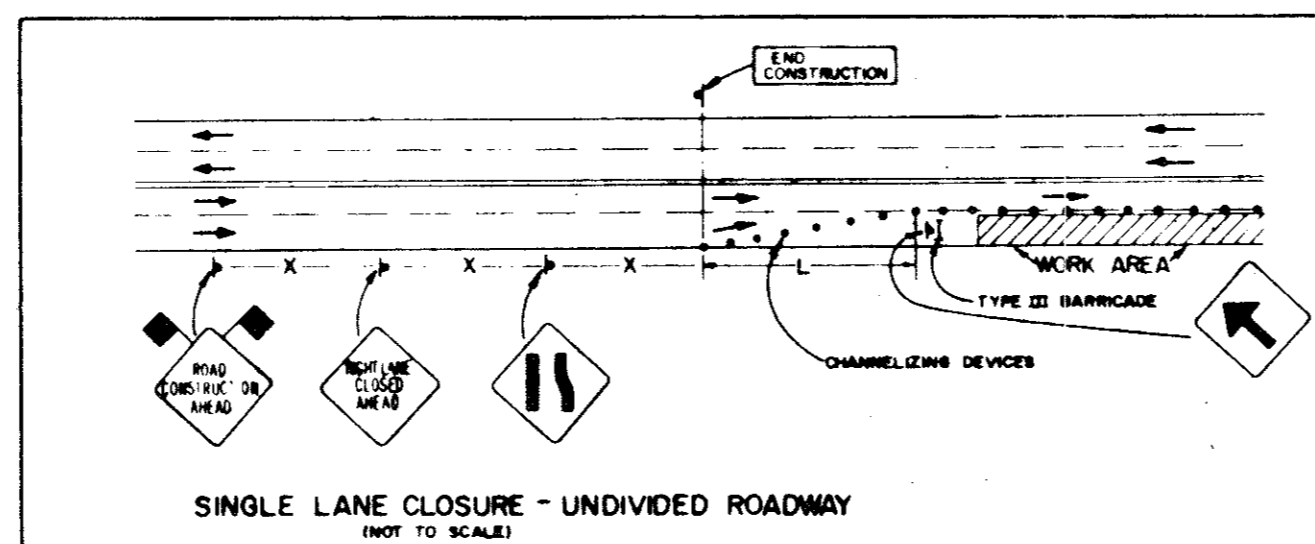 END
CONSTRUCTION
X
X
X
L
WORK AREA
TYPE III BARRICADE
CHANNELIZING DEVICES
ROAD
CONSTRUCTION
AHEAD
RIGHT LANE
CLOSED
AHEAD
SINGLE LANE CLOSURE - UNDIVIDED ROADWAY
(NOT TO SCALE)